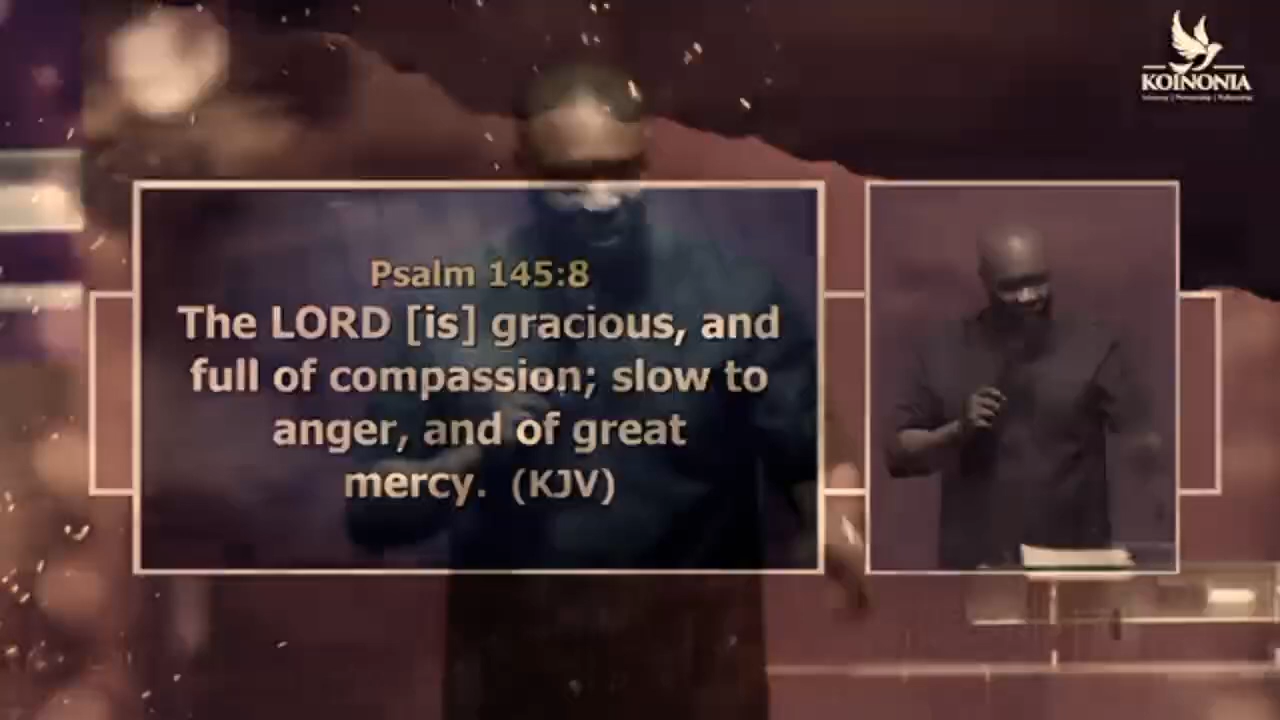 KOINONIA
Psalm 145:8
The LORD [is] gracious, and
full of compassion; slow to
anger, and of great
mercy. (KJV)